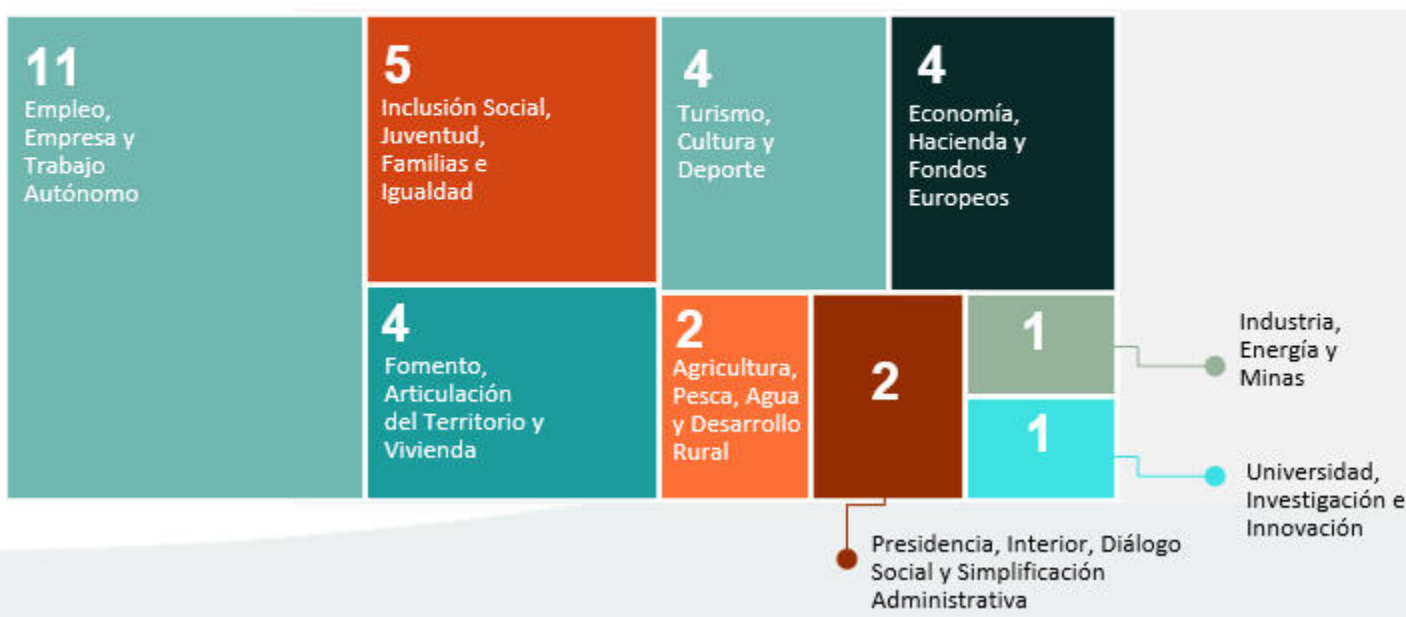 11
Empleo,
Empresa y
Trabajo
Autónomo
5
Inclusión Social,
Juventud,
Familias e
Igualdad
4
Turismo,
Cultura y
Deporte
4
Economía,
Hacienda y
Fondos
Europeos
4
Fomento,
Articulación
del Territorio y
Vivienda
2
Agricultura,
Pesca, Agua
y Desarrollo
Rural
2
Presidencia, Interior, Diálogo
Social y Simplificación
Administrativa
1
Industria,
Energía y
Minas
1
Universidad,
Investigación e
Innovación